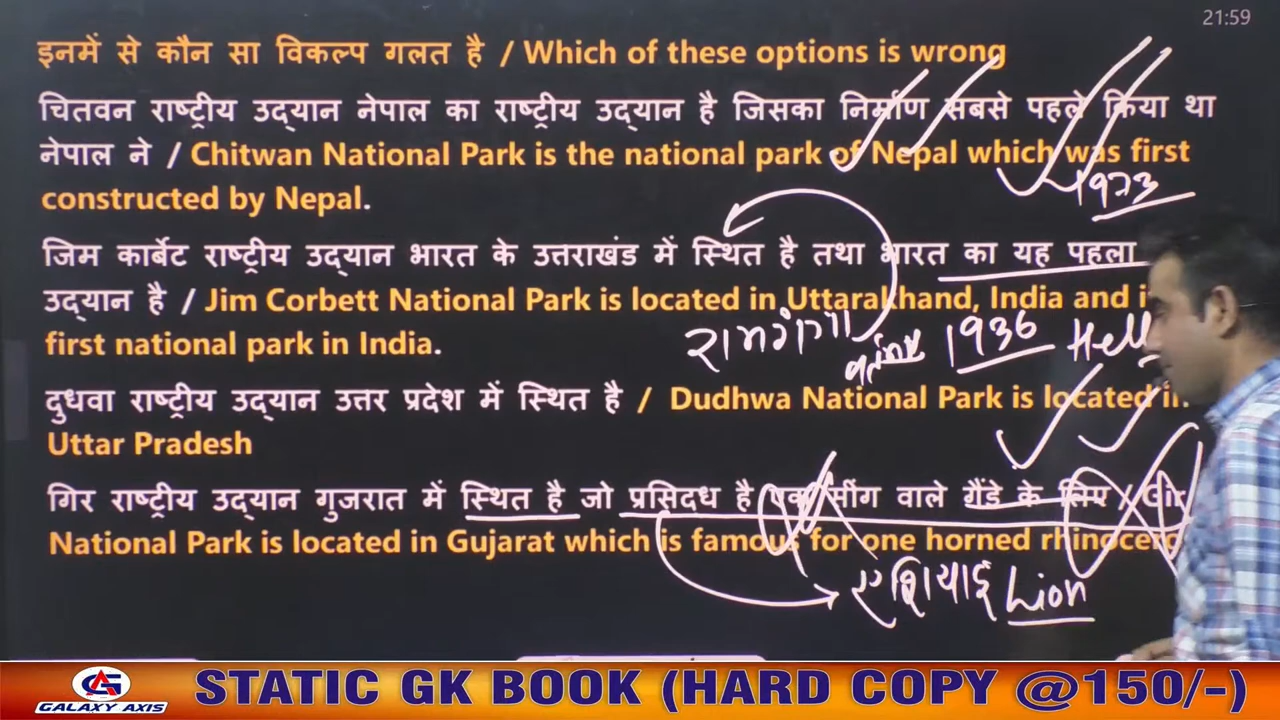 21:59
इनमें से कौन सा विकल्प गलत है / Which of these options is wrong
चितवन राष्ट्रीय उद्यान नेपाल का राष्ट्रीय उद्यान है जिसका निर्माण सबसे पहले किया था
नेपाल ने / Chitwan National Park is the national park of Nepal which was first
constructed by Nepal.
१९७३
जिम कार्बेट राष्ट्रीय उद्यान भारत के उत्तराखंड में स्थित है तथा भारत का यह पहला
उद्यान है / Jim Corbett National Park is located in Uttarakhand, India and
first national park in India.
रामगंगा 1936
दुधवा राष्ट्रीय उद्यान उत्तर प्रदेश में स्थित है / Dudhwa National Park is located in
Uttar Pradesh
गिर राष्ट्रीय उद्यान गुजरात में स्थित है जो प्रसिदध है एक सींग वाले गैंडे के लिए / Gir
National Park is located in Gujarat which is famous for one horned
एशियाई Lion
GALAXY AXIS
STATIC GK BOOK (HARD COPY @150/-)